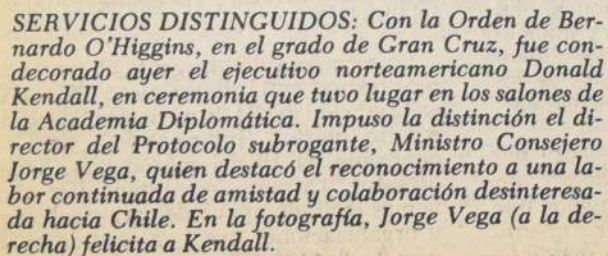 SERVICIOS DISTINGUIDOS: Con la Orden de Ber-
nardo O'Higgins, en el grado de Gran Cruz, fue con-
decorado ayer el ejecutivo norteamericano Donald
Kendall, en ceremonia que tuvo lugar en los salones de
la Academia Diplomática. Impuso la distinción el di-
rector del Protocolo subrogante, Ministro Consejero
Jorge Vega, quien destacó el reconocimiento a una la-
bor continuada de amistad y colaboración desinteresa-
da hacia Chile. En la fotografía, Jorge Vega (a la de-
recha) felicita a Kendall.